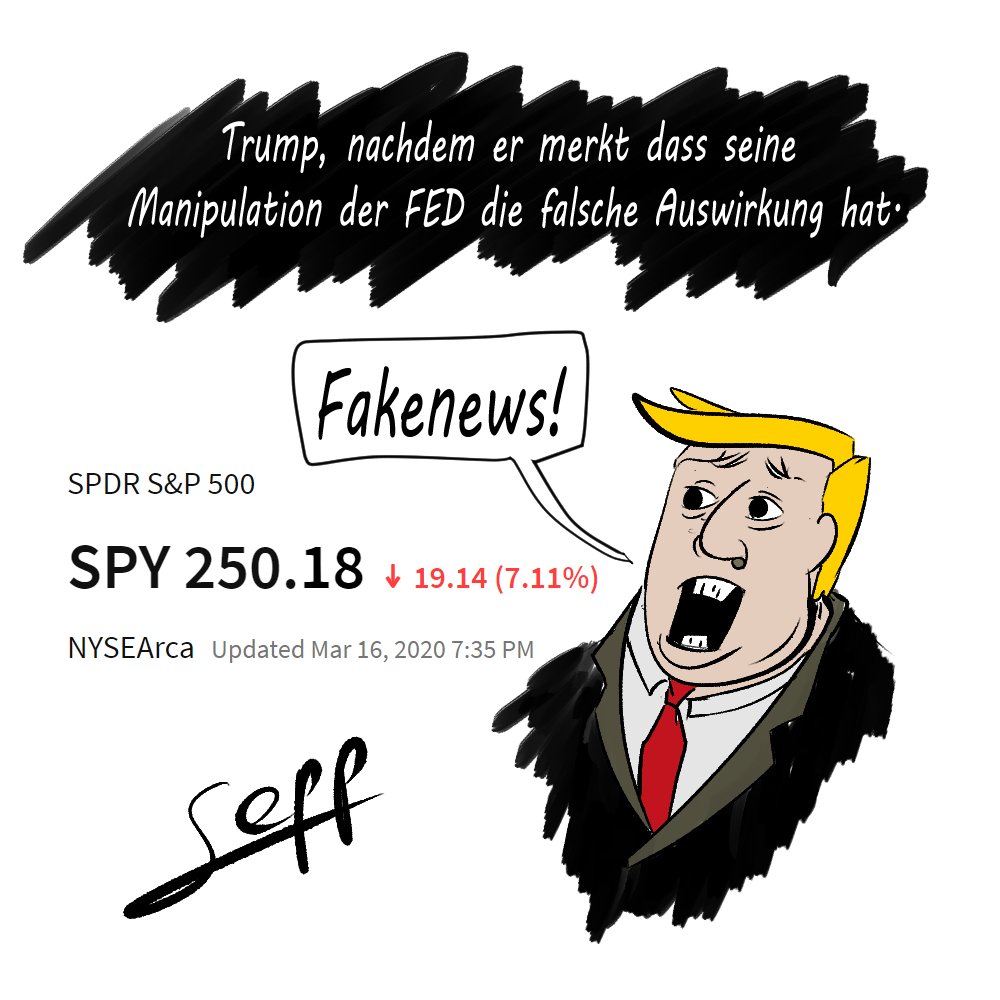 Trump, nachdem er merkt dass seine
Manipulation der FED die falsche Auswirkung hat.
Fakenews!
SPDR S&P 500
SPY 250.18 ↓ 19.14 (7.11%)
NYSEArca Updated Mar 16, 2020 7:35 PM
Seff